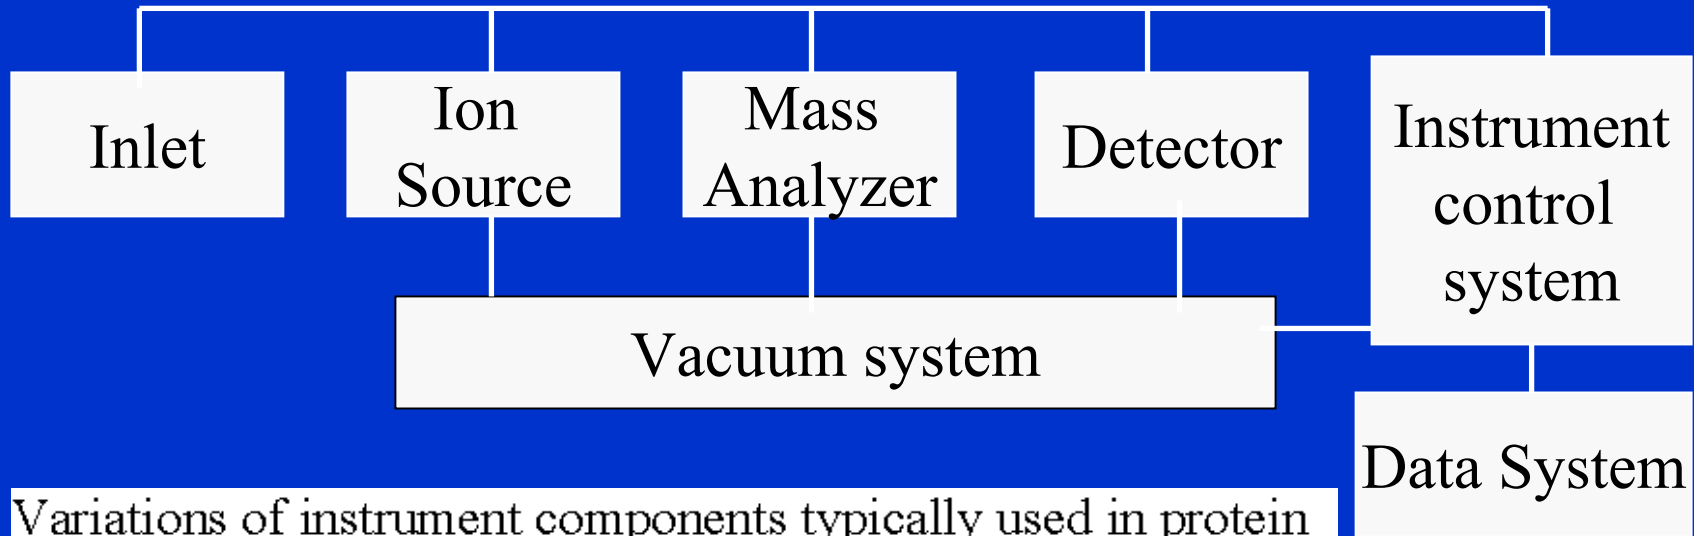 Inlet
Ion
Source
Mass
Analyzer
Detector
Instrument
control
system
Vacuum system
Data System
Variations of instrument components typically used in protein